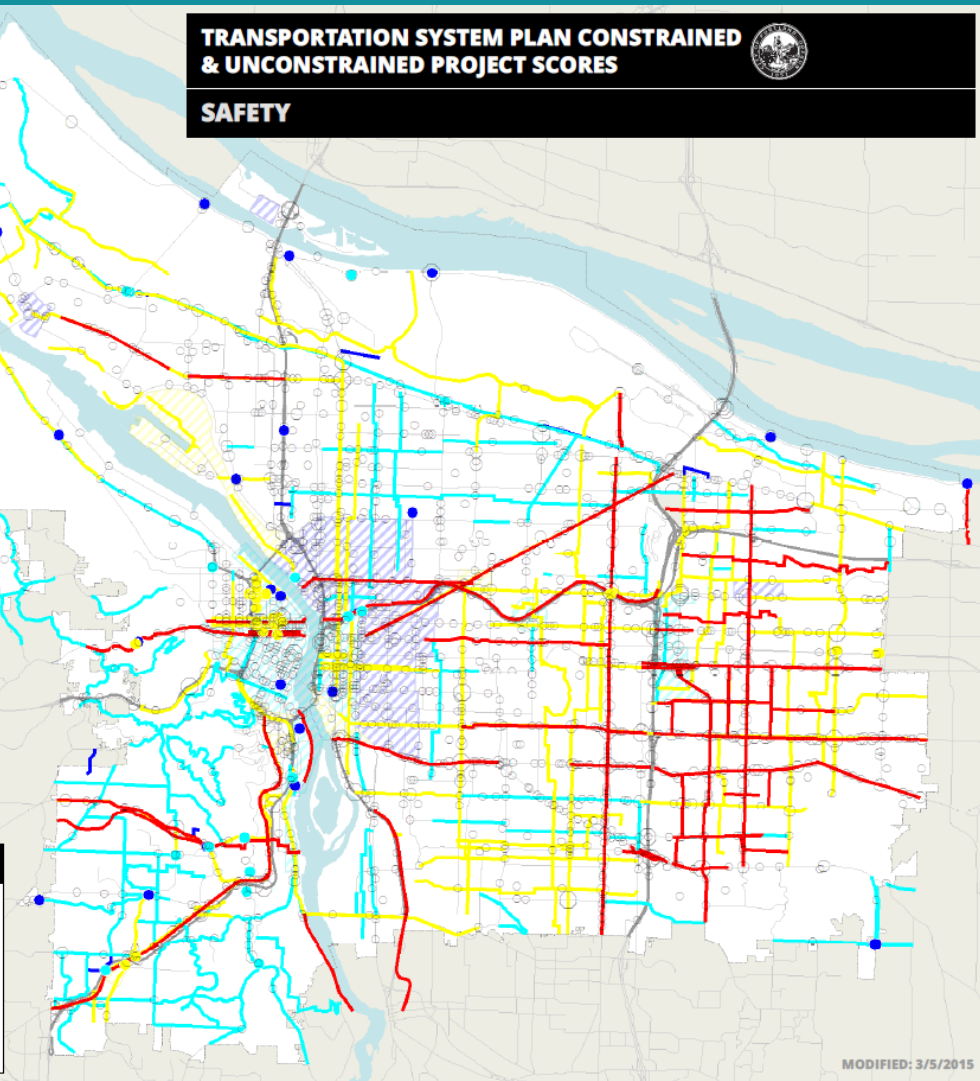 TRANSPORTATION SYSTEM PLAN CONSTRAINED
& UNCONSTRAINED PROJECT SCORES
SAFETY
MODIFIED: 3/5/2015